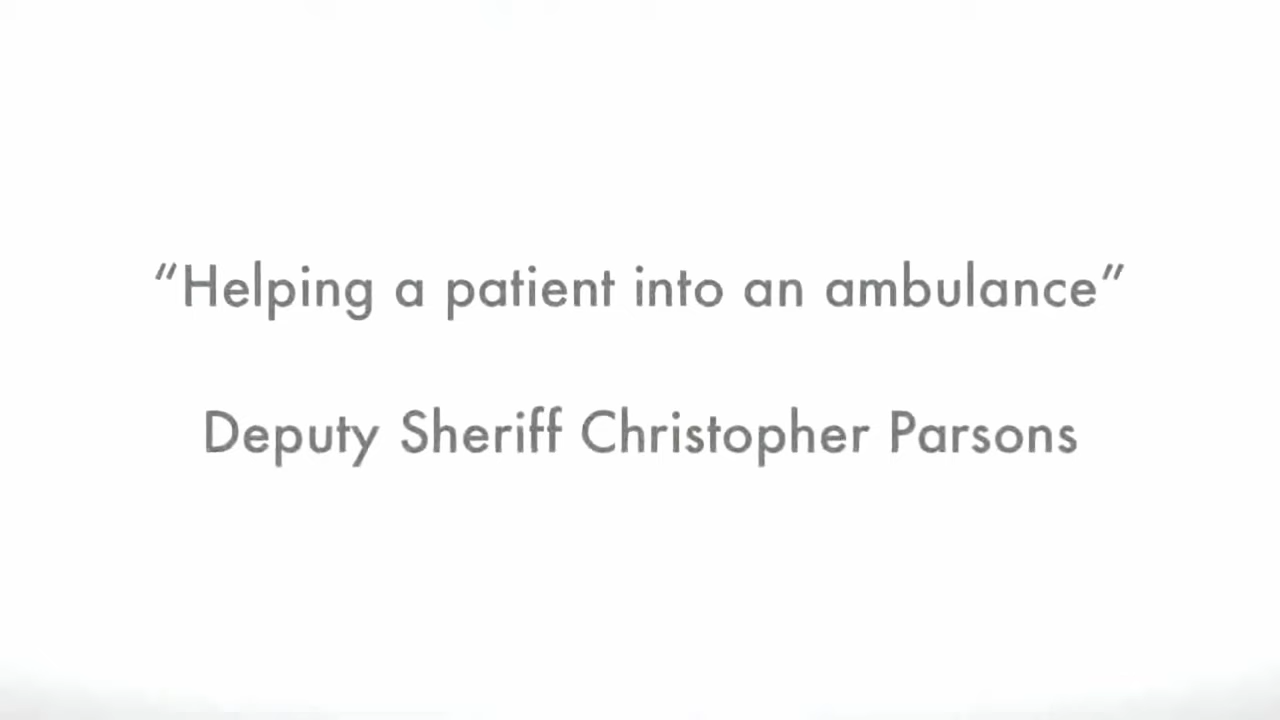 “Helping a patient into an ambulance”
Deputy Sheriff Christopher Parsons